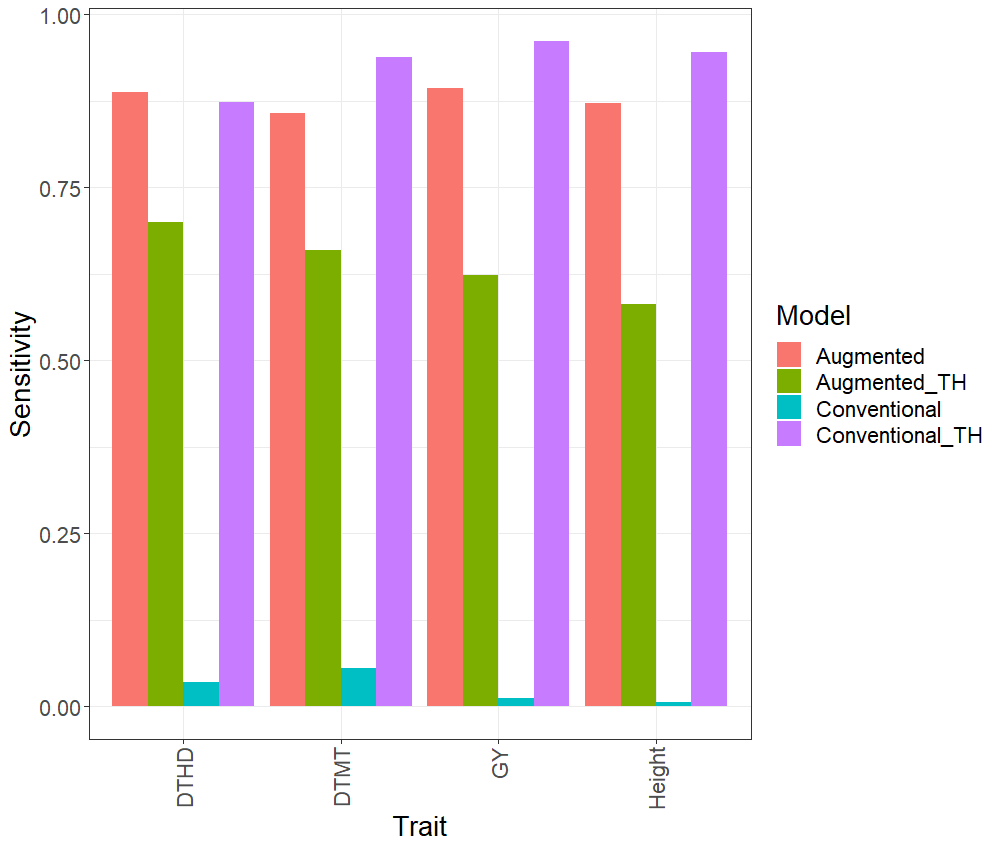 Sensitivity
1.00
0.75
0.50
0.25
0.00
DTHD
DTMT
GY
Height
Trait
Model
Augmented
Augmented_TH
Conventional
Conventional_TH